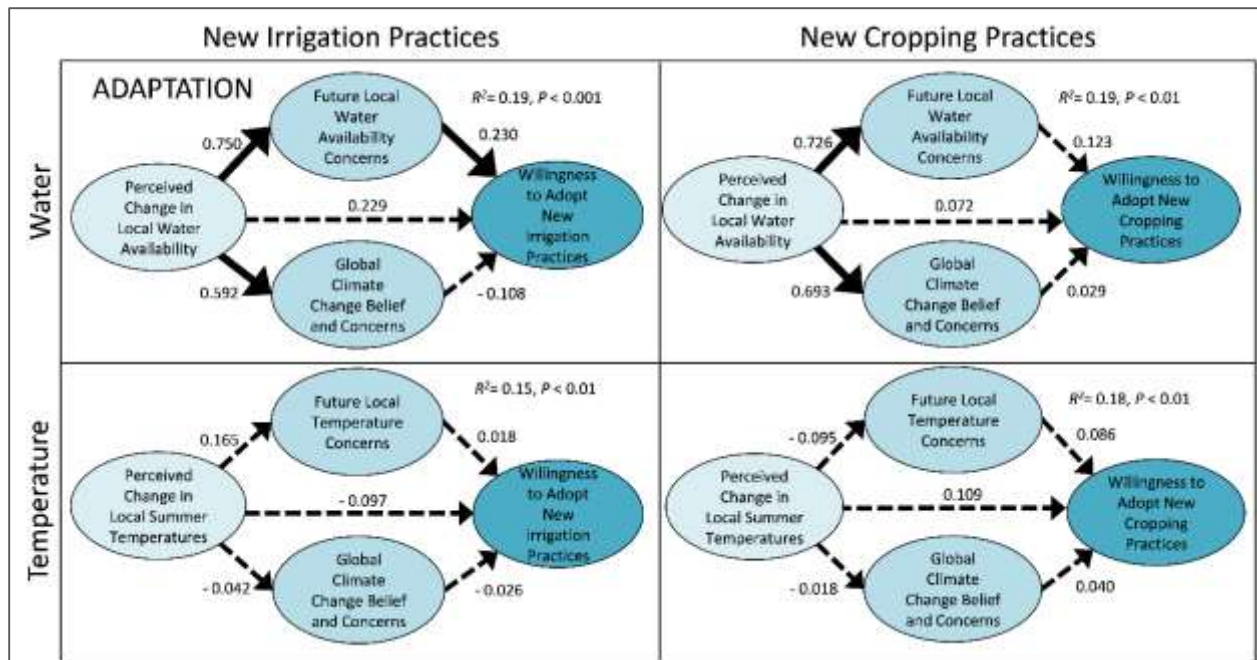 New Irrigation Practices
New Cropping Practices
Water
ADAPTATION
Future Local
Water
Availability
Concerns
R²= 0.19, P < 0.001
0.750
0.230
Perceived
Change in
Local Water
Availability
0.229
Willingness
to Adopt
New
Irrigation
Practices
0.592
Global
Climate
Change Belief
and Concerns
- 0.108
Future Local
Water
Availability
Concerns
R²= 0.19, P < 0.01
0.726
0.123
Perceived
Change in
Local Water
Availability
0.072
Willingness to
Adopt New
Cropping
Practices
0.693
Global
Climate
Change Belief
and Concerns
0.029
Temperature
Future Local
Temperature
Concerns
R²= 0.15, P < 0.01
0.165
0.018
Perceived
Change in
Local Summer
Temperatures
- 0.097
Willingness
to Adopt
New
Irrigation
Practices
- 0.042
Global
Climate
Change Belief
and Concerns
- 0.026
Future Local
Temperature
Concerns
R²= 0.18, P < 0.01
- 0.095
0.086
Perceived
Change in
Local Summer
Temperatures
0.109
Willingness to
Adopt New
Cropping
Practices
- 0.018
Global
Climate
Change Belief
and Concerns
0.040